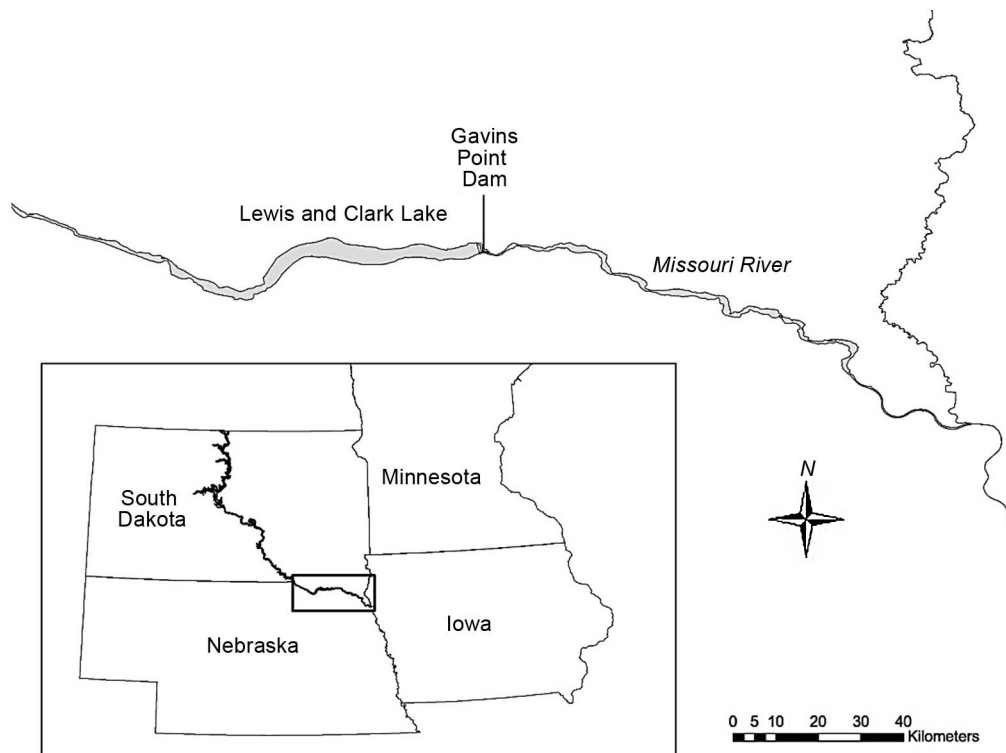 Gavins
Point
Dam
Lewis and Clark Lake
Missouri River
N
Minnesota
South
Dakota
Iowa
Nebraska
0 5 10 20 30 40
Kilometers